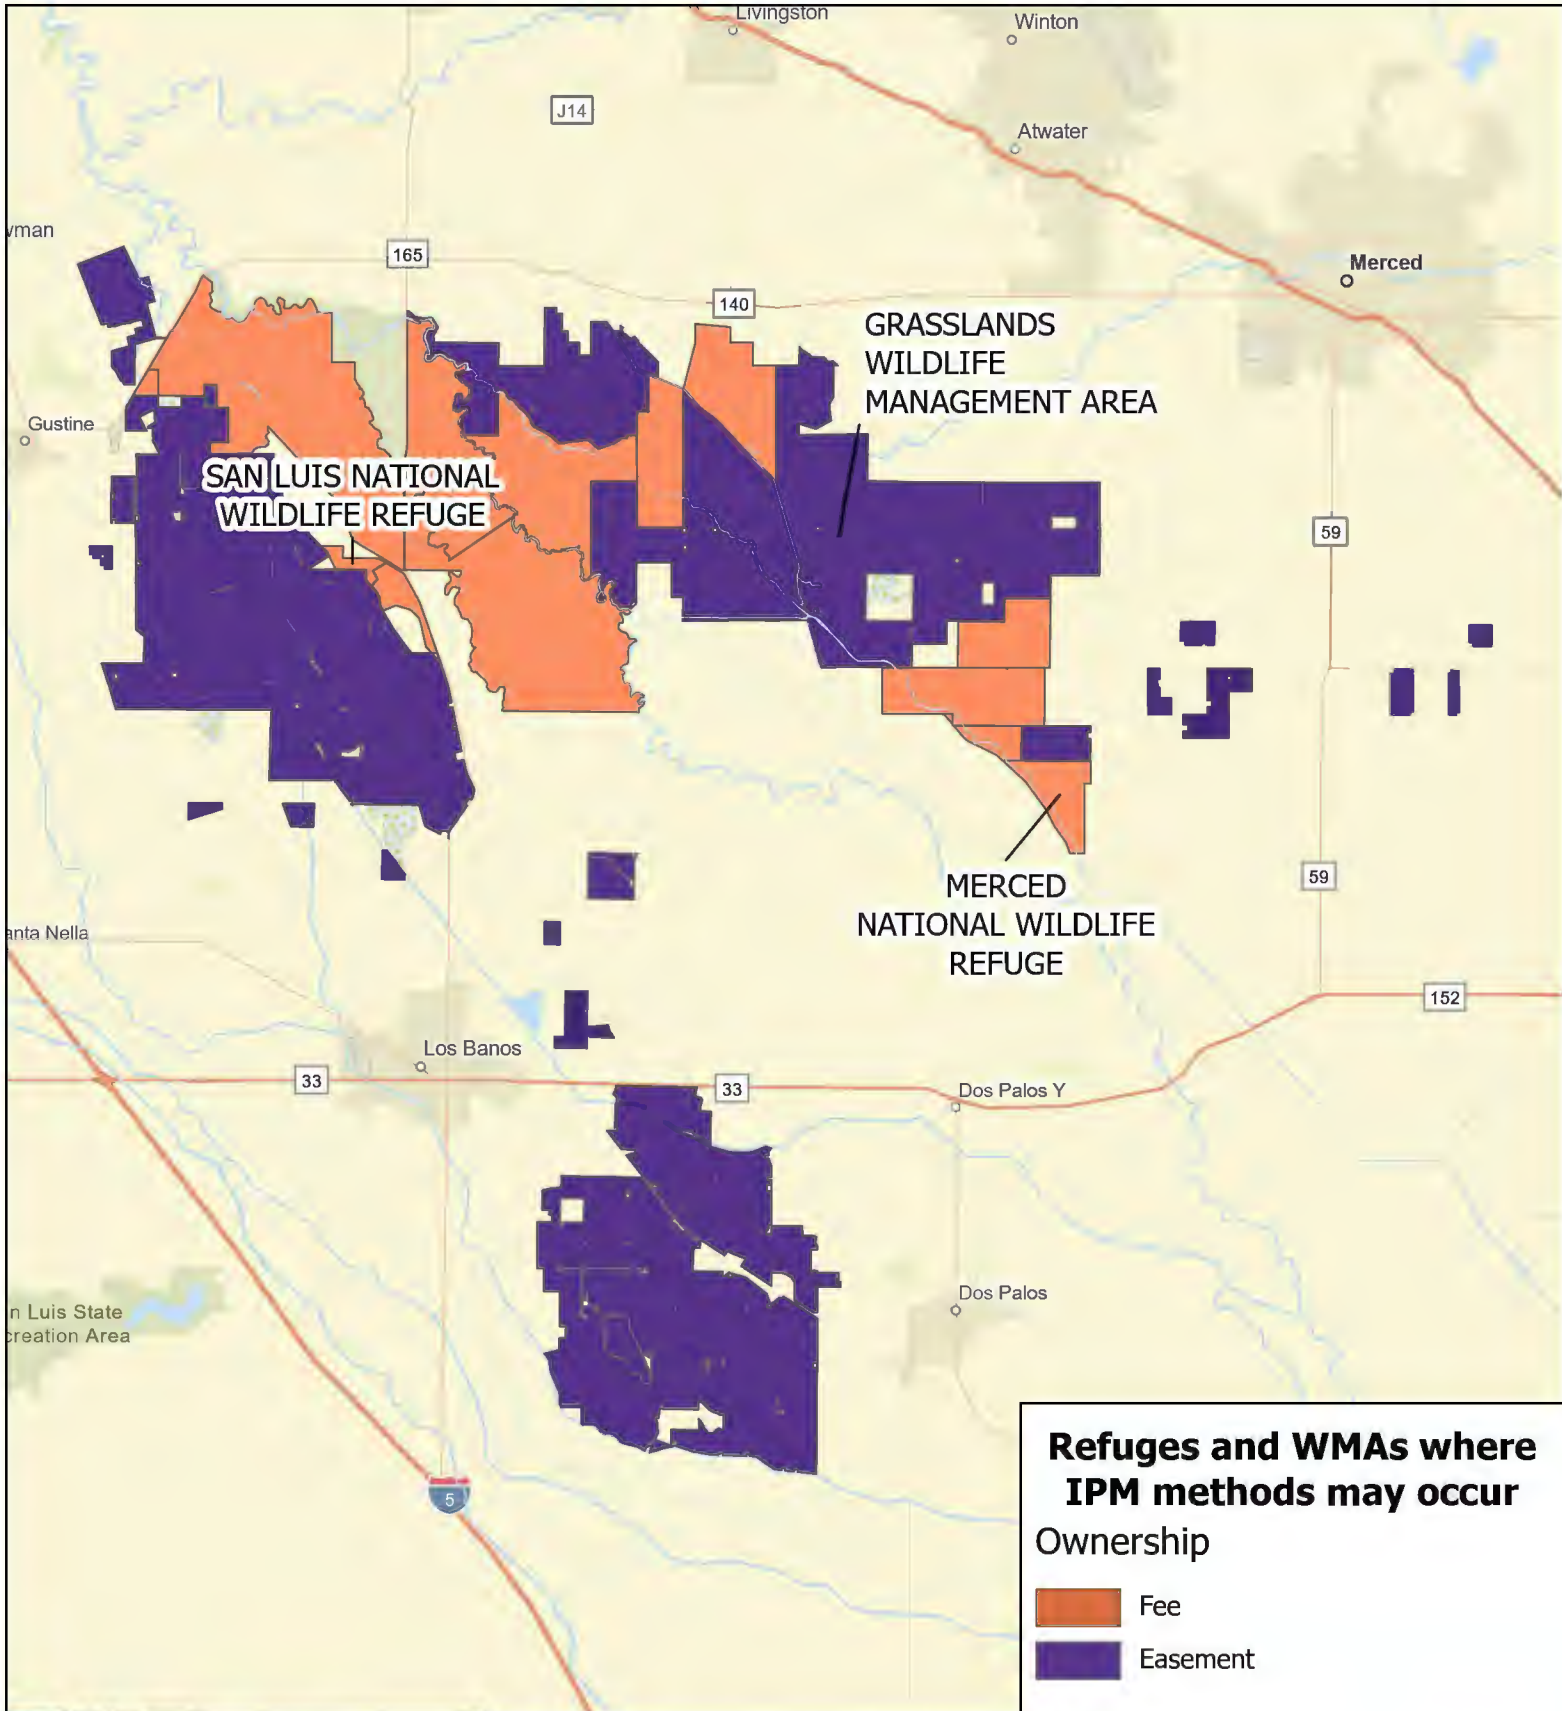 Livingston
Winton
J14
Atwater
vman
165
Merced
140
GRASSLANDS
WILDLIFE
MANAGEMENT AREA
Gustine
SAN LUIS NATIONAL
WILDLIFE REFUGE
59
MERCED
NATIONAL WILDLIFE
REFUGE
59
anta Nella
152
Los Banos
33
33
Dos Palos Y
n Luis State
creation Area
Dos Palos
5
Refuges and WMAs where
IPM methods may occur
Ownership
Fee
Easement